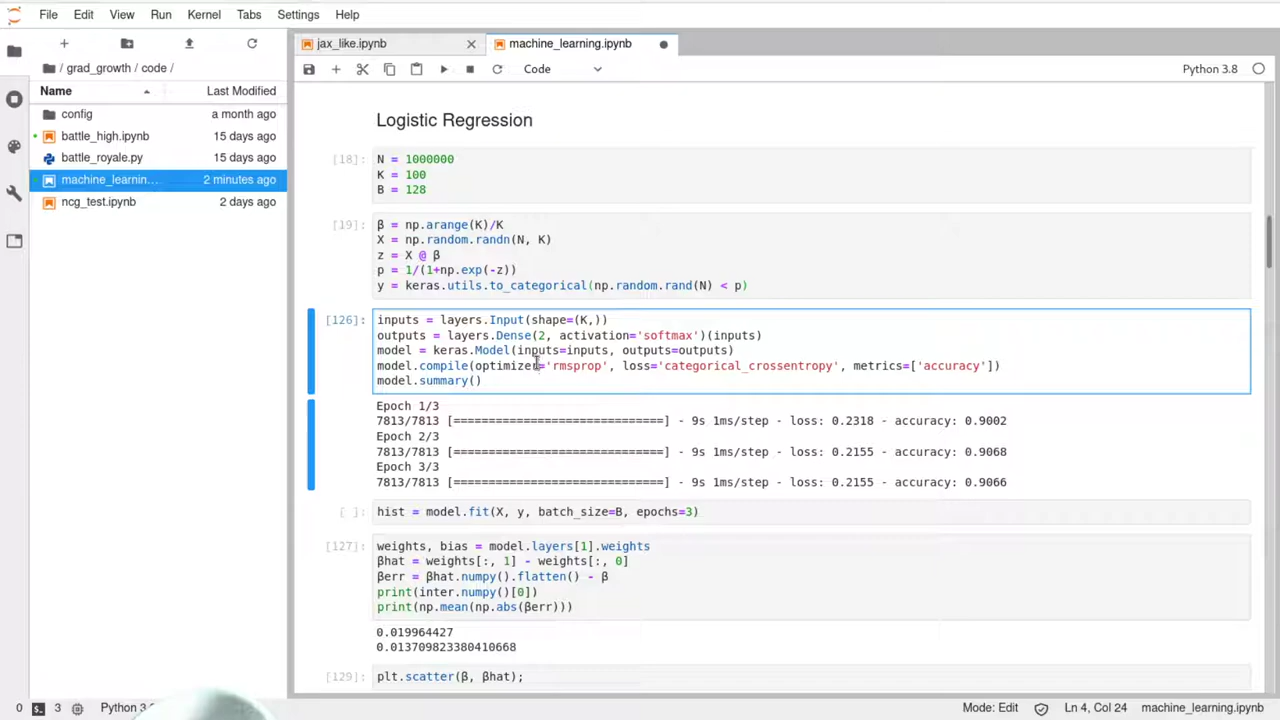 File Edit View Run Kernel Tabs Settings Help
/ grad_growth / code /
Name Last Modified
config a month ago
battle_high.ipynb 15 days ago
battle_royale.py 15 days ago
machine_learnin... 2 minutes ago
ncg_test.ipynb 2 days ago
jax_like.ipynb
machine_learning.ipynb
Code
Python 3.8
Logistic Regression
[18]:
N = 1000000
K = 100
B = 128
[19]:
β = np.arange(K)/K
X = np.random.randn(N, K)
z = X @ β
p = 1/(1+np.exp(-z))
y = keras.utils.to_categorical(np.random.rand(N) < p)
[126]:
inputs = layers.Input(shape=(K,))
outputs = layers.Dense(2, activation='softmax')(inputs)
model = keras.Model(inputs=inputs, outputs=outputs)
model.compile(optimizer='rmsprop', loss='categorical_crossentropy', metrics=['accuracy'])
model.summary()
Epoch 1/3
7813/7813 [==============================] - 9s 1ms/step - loss: 0.2318 - accuracy: 0.9002
Epoch 2/3
7813/7813 [==============================] - 9s 1ms/step - loss: 0.2155 - accuracy: 0.9068
Epoch 3/3
7813/7813 [==============================] - 9s 1ms/step - loss: 0.2155 - accuracy: 0.9066
[ ]:
hist = model.fit(X, y, batch_size=B, epochs=3)
[127]:
weights, bias = model.layers[1].weights
βhat = weights[:, 1] - weights[:, 0]
βerr = βhat.numpy().flatten() - β
print(inter.numpy()[0])
print(np.mean(np.abs(βerr)))
0.019964427
0.013709823380410668
[129]:
plt.scatter(β, βhat);
0 3 Python 3. Mode: Edit Ln 4, Col 24 machine_learning.ipynb